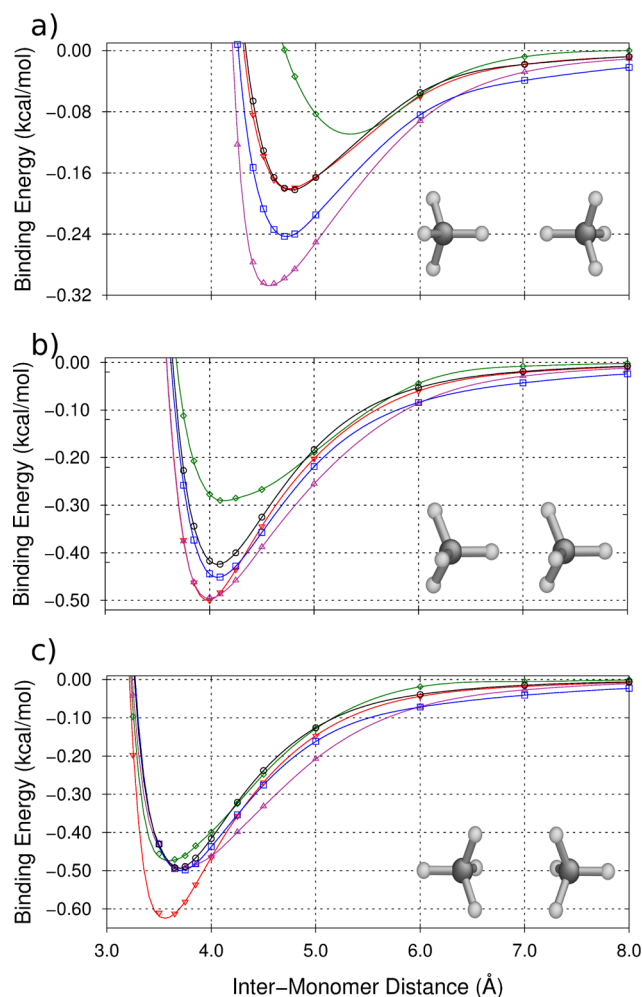 a)
Binding Energy (kcal/mol)
0.00
−0.08
−0.16
−0.24
−0.32
b)
Binding Energy (kcal/mol)
0.00
−0.10
−0.20
−0.30
−0.40
−0.50
c)
Binding Energy (kcal/mol)
0.00
−0.10
−0.20
−0.30
−0.40
−0.50
−0.60
3.0 4.0 5.0 6.0 7.0 8.0
Inter−Monomer Distance (Å)